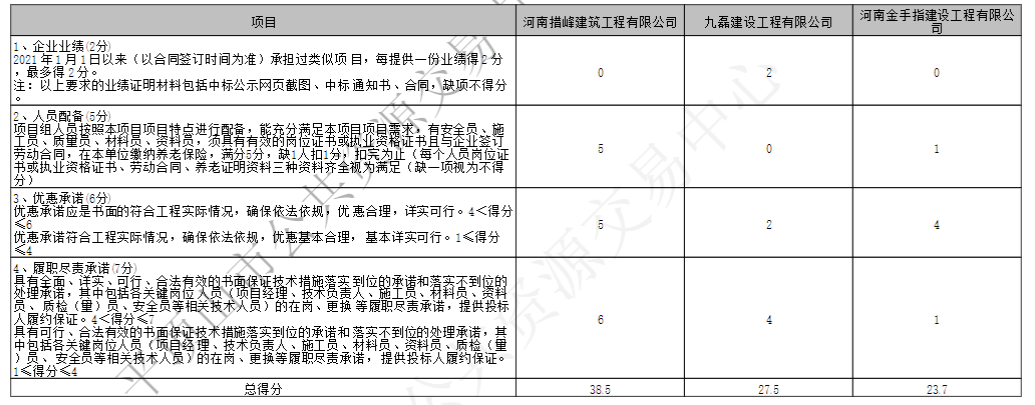 项目 河南措峰建筑工程有限公司 九磊建设工程有限公司 河南金手指建设工程有限公司
1、企业业绩(2分)
2021年1月1日以来（以合同签订时间为准）承担过类似项目，每提供一份业绩得2分
，最多得2分。
注：以上要求的业绩证明材料包括中标公示网页截图、中标通知书、合同，缺项不得分
。
0 2 0
2、人员配备(5分)
项目组人员按照本项目项目特点进行配备，能充分满足本项目项目需求，有安全员、施
工员、质量员、材料员、资料员，须具有有效的岗位证书或执业资格证书且与企业签订
劳动合同，在本单位缴纳养老保险，满分5分，缺1人扣1分，扣完为止（每个人员岗位证
书或执业资格证书、劳动合同、养老证明资料三种资料齐全视为满足（缺一项视为不得
分）
5 0 1
3、优惠承诺(6分)
优惠承诺应是书面的符合工程实际情况，确保依法依规，优惠合理，详实可行。4＜得分
≤6
优惠承诺符合工程实际情况，确保依法依规，优惠基本合理，基本详实可行。1≤得分
≤4
5 2 4
4、履职尽责承诺(7分)
具有全面、详实、可行、合法有效的书面保证技术措施落实到位的承诺和落实不到位的
处理承诺，其中包括各关键岗位人员（项目经理、技术负责人、施工员、材料员、资料
员、质检（量）员、安全员等相关技术人员）的在岗、更换等履职尽责承诺，提供投标
人履约保证。4＜得分≤7
具有可行、合法有效的书面保证技术措施落实到位的承诺和落实不到位的处理承诺，其
中包括各关键岗位人员（项目经理、技术负责人、施工员、材料员、资料员、质检（量
）员、安全员等相关技术人员）的在岗、更换等履职尽责承诺，提供投标人履约保证。
1≤得分≤4
6 4 1
总得分 38.5 27.5 23.7
平顶山市公共资源交易中心
公共资源交易中心